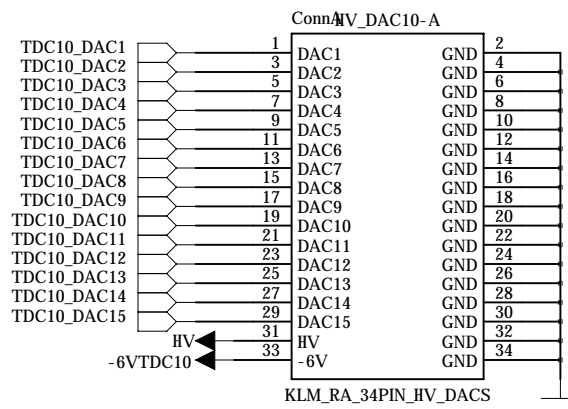 ConnA HV_DAC10-A
TDC10_DAC1 1 DAC1 GND 2
TDC10_DAC2 3 DAC2 GND 4
TDC10_DAC3 5 DAC3 GND 6
TDC10_DAC4 7 DAC4 GND 8
TDC10_DAC5 9 DAC5 GND 10
TDC10_DAC6 11 DAC6 GND 12
TDC10_DAC7 13 DAC7 GND 14
TDC10_DAC8 15 DAC8 GND 16
TDC10_DAC9 17 DAC9 GND 18
TDC10_DAC10 19 DAC10 GND 20
TDC10_DAC11 21 DAC11 GND 22
TDC10_DAC12 23 DAC12 GND 24
TDC10_DAC13 25 DAC13 GND 26
TDC10_DAC14 27 DAC14 GND 28
TDC10_DAC15 29 DAC15 GND 30
HV 31 HV GND 32
-6VTDC10 33 -6V GND 34
KLM_RA_34PIN_HV_DACS